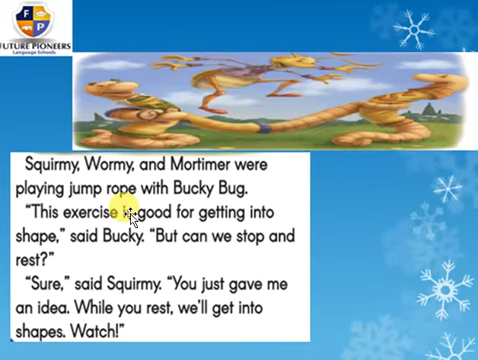 F
P
FUTURE PIONEERS
Language Schools
Squirmy, Wormy, and Mortimer were
playing jump rope with Bucky Bug.
“This exercise is good for getting into
shape,” said Bucky. “But can we stop and
rest?”
“Sure,” said Squirmy. “You just gave me
an idea. While you rest, we’ll get into
shapes. Watch!”